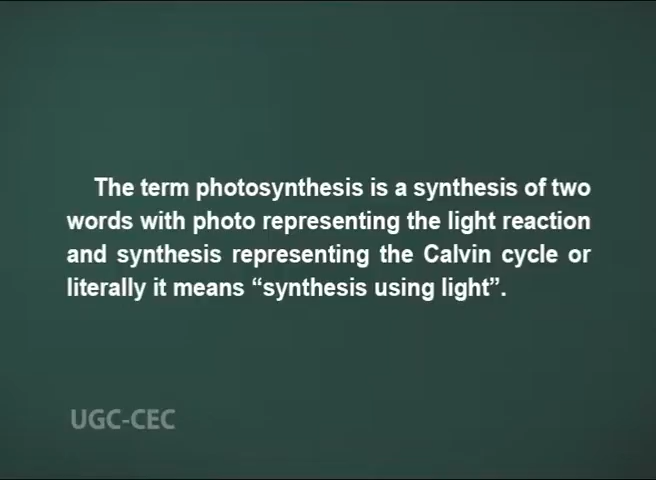 The term photosynthesis is a synthesis of two
words with photo representing the light reaction
and synthesis representing the Calvin cycle or
literally it means “synthesis using light”.
UGC-CEC